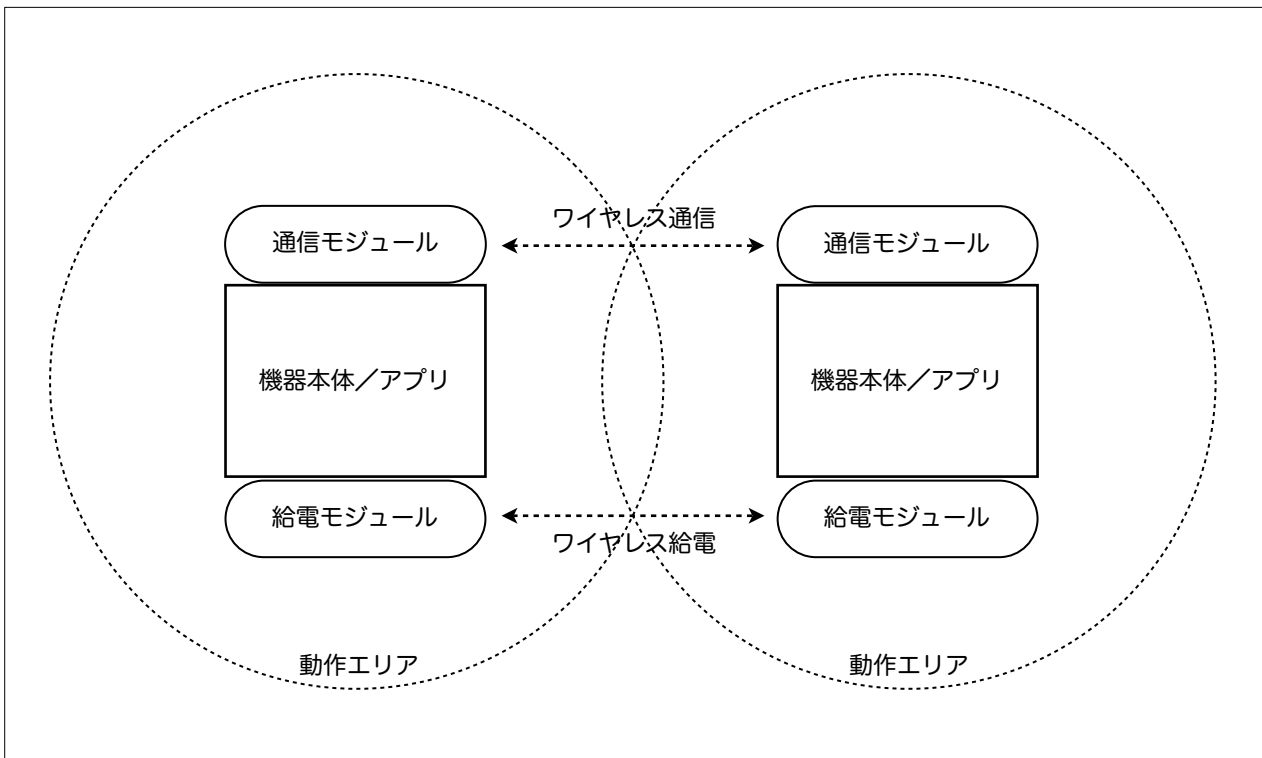 ワイヤレス通信
通信モジュール
通信モジュール
機器本体／アプリ
機器本体／アプリ
給電モジュール
給電モジュール
ワイヤレス給電
動作エリア
動作エリア